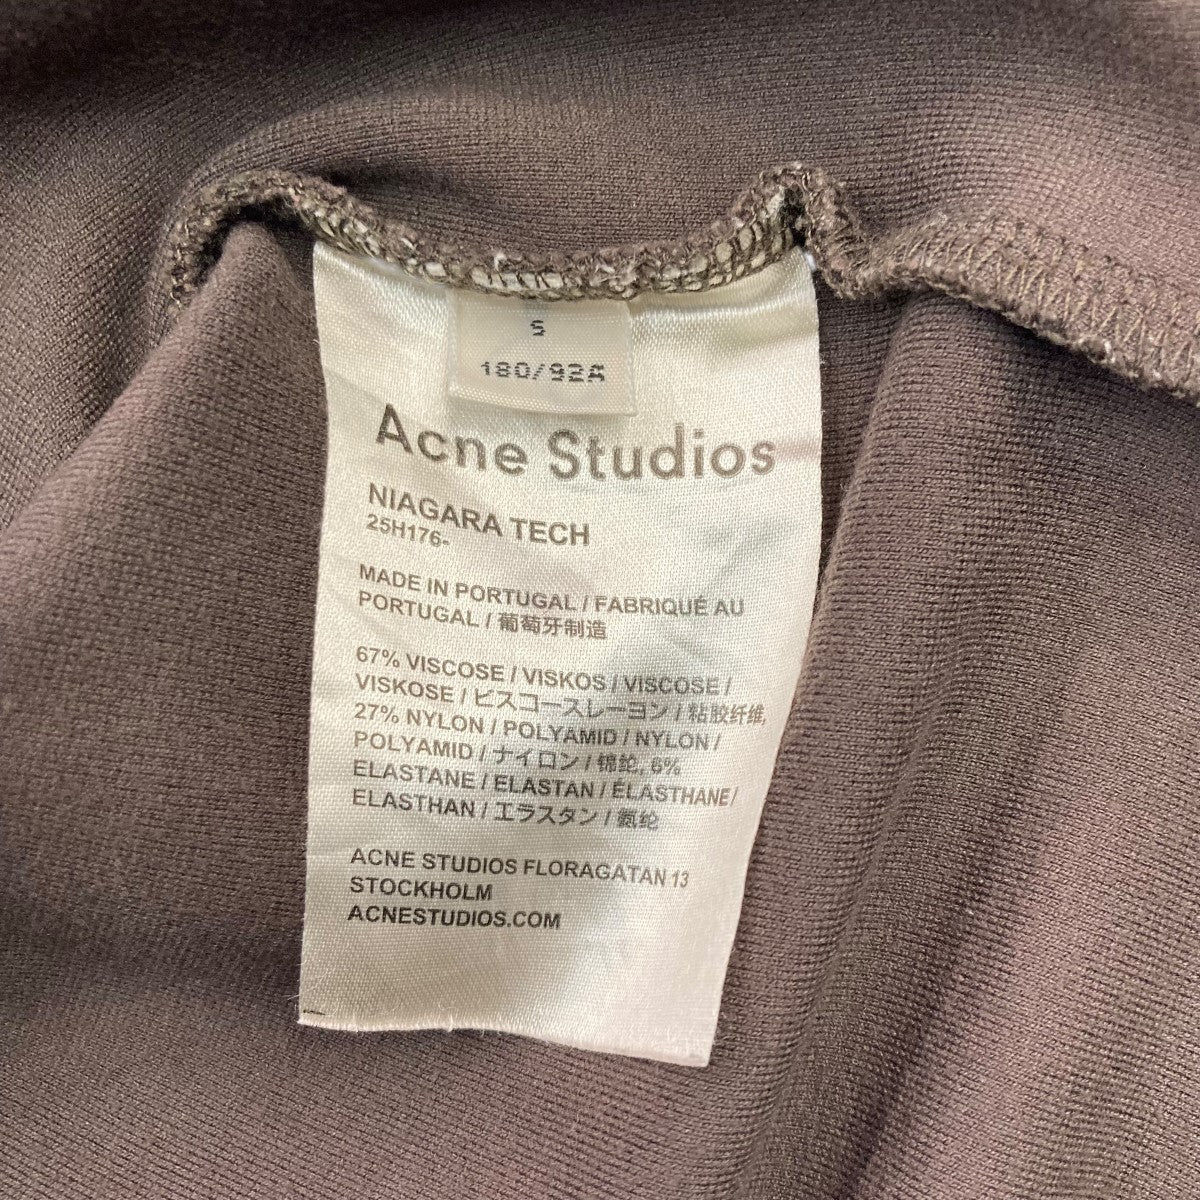 S
180/92A
Acne Studios
NIAGARA TECH
25H176-
MADE IN PORTUGAL / FABRIQUÉ AU
PORTUGAL / 葡萄牙制造
67% VISCOSE / VISKOS / VISCOSE /
VISKOSE / ビスコースレーヨン / 粘胶纤维,
27% NYLON / POLYAMID / NYLON /
POLYAMID / ナイロン / 锦纶, 6%
ELASTANE / ELASTAN / ÉLASTHANE /
ELASTHAN / エラスタン / 氨纶
ACNE STUDIOS FLORAGATAN 13
STOCKHOLM
ACNESTUDIOS.COM